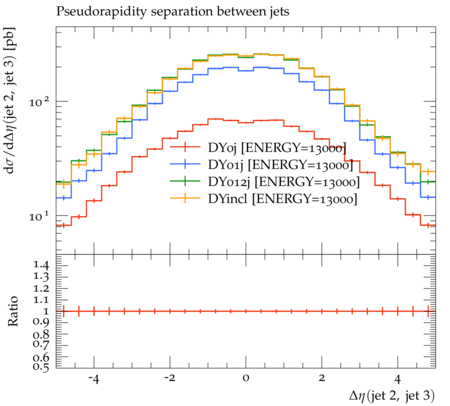 Pseudorapidity separation between jets
dσ/dΔη(jet 2, jet 3) [pb]
10²
10¹
DY0j [ENERGY=13000]
DY01j [ENERGY=13000]
DY012j [ENERGY=13000]
DYincl [ENERGY=13000]
Ratio
1.4
1.3
1.2
1.1
1
0.9
0.8
0.7
0.6
0.5
-4 -2 0 2 4
Δη(jet 2, jet 3)